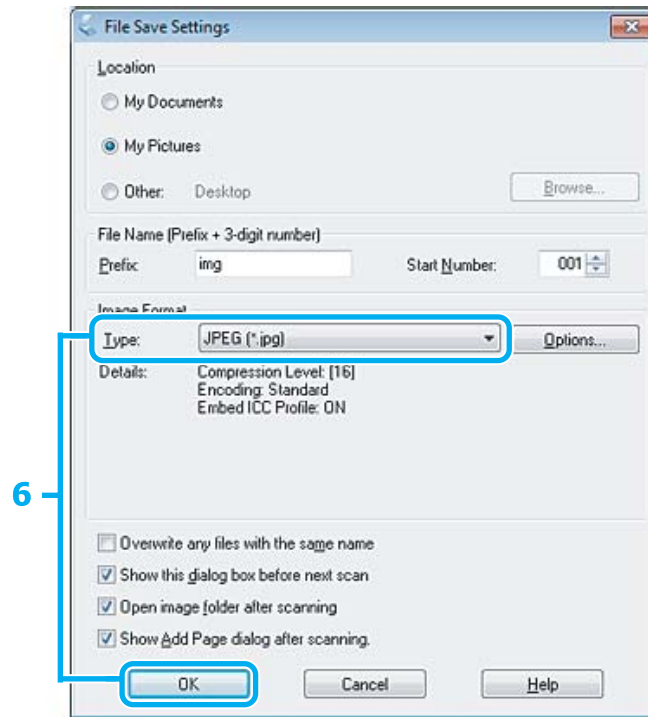 File Save Settings
Location
My Documents
My Pictures
Other: Desktop Browse...
File Name (Prefix + 3-digit number)
Prefix img Start Number: 001
Image Format
Type: JPEG (*.jpg) Options...
Details: Compression Level: [16]
Encoding: Standard
Embed ICC Profile: ON
6
Overwrite any files with the same name
Show this dialog box before next scan
Open image folder after scanning
Show Add Page dialog after scanning.
OK Cancel Help